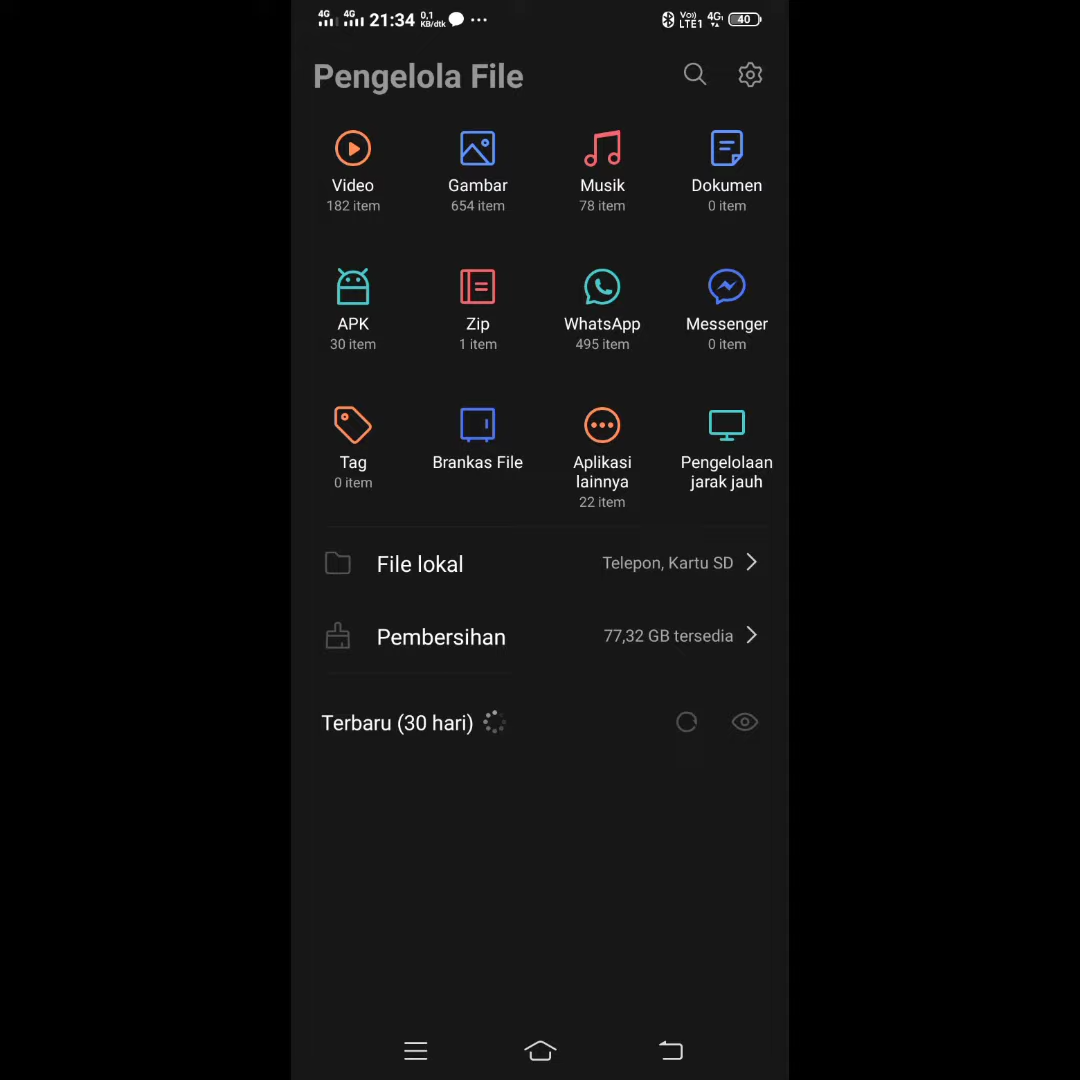 4G 4G 21:34 0,1 KB/dtk ... Vo)) LTE1 4G 40
Pengelola File
Video Gambar Musik Dokumen
182 item 654 item 78 item 0 item
APK Zip WhatsApp Messenger
30 item 1 item 495 item 0 item
Tag Brankas File Aplikasi lainnya Pengelolaan jarak jauh
0 item 22 item
File lokal Telepon, Kartu SD
Pembersihan 77,32 GB tersedia
Terbaru (30 hari)